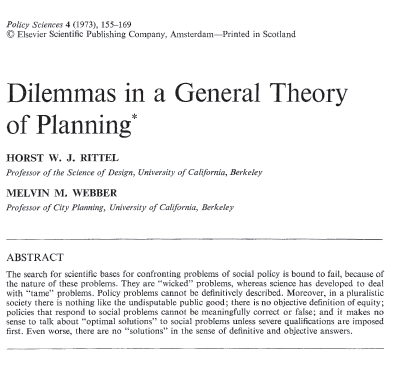 Policy Sciences 4 (1973), 155–169
© Elsevier Scientific Publishing Company, Amsterdam—Printed in Scotland
Dilemmas in a General Theory
of Planning*
HORST W. J. RITTEL
Professor of the Science of Design, University of California, Berkeley
MELVIN M. WEBBER
Professor of City Planning, University of California, Berkeley
ABSTRACT
The search for scientific bases for confronting problems of social policy is bound to fail, because of
the nature of these problems. They are “wicked” problems, whereas science has developed to deal
with “tame” problems. Policy problems cannot be definitively described. Moreover, in a pluralistic
society there is nothing like the undisputable public good; there is no objective definition of equity;
policies that respond to social problems cannot be meaningfully correct or false; and it makes no
sense to talk about “optimal solutions” to social problems unless severe qualifications are imposed
first. Even worse, there are no “solutions” in the sense of definitive and objective answers.